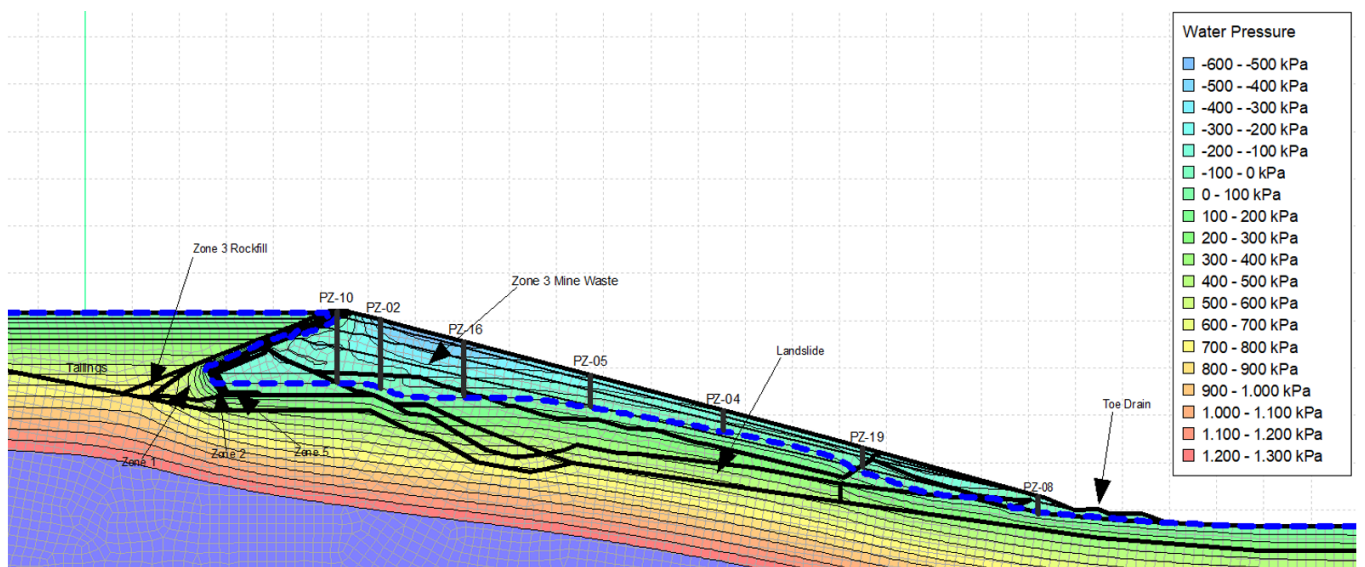 Water Pressure
-600 - -500 kPa
-500 - -400 kPa
-400 - -300 kPa
-300 - -200 kPa
-200 - -100 kPa
-100 - 0 kPa
0 - 100 kPa
100 - 200 kPa
200 - 300 kPa
300 - 400 kPa
400 - 500 kPa
500 - 600 kPa
600 - 700 kPa
700 - 800 kPa
800 - 900 kPa
900 - 1.000 kPa
1.000 - 1.100 kPa
1.100 - 1.200 kPa
1.200 - 1.300 kPa
Zone 3 Rockfill
Zone 3 Mine Waste
PZ-10
PZ-02
PZ-16
PZ-05
Landslide
Tailings
PZ-04
Toe Drain
PZ-19
Zone 1
Zone 2
Zone 5
PZ-08